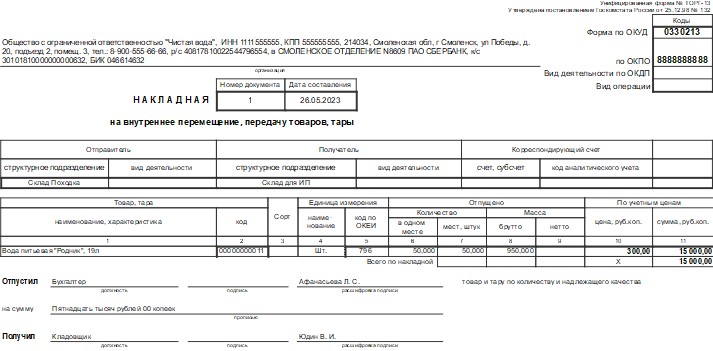 Унифицированная форма № ТОРГ-13
Утверждена постановлением Госкомстата России от 25.12.98 № 132
Коды
Форма по ОКУД 0330213
Общество с ограниченной ответственностью "Чистая вода", ИНН 1111555555, КПП 555555555, 214034, Смоленская обл, г Смоленск, ул Победы, д.
20, подъезд 2, помещ. 3, тел.: 8-900-555-66-66, р/с 40817810022544796554, в СМОЛЕНСКОЕ ОТДЕЛЕНИЕ N8609 ПАО СБЕРБАНК, к/с
30101810000000000632, БИК 046614632
по ОКПО 8888888888
организация
Вид деятельности по ОКДП
Вид операции
Номер документа Дата составления
НАКЛАДНАЯ 1 26.05.2023
на внутреннее перемещение, передачу товаров, тары
Отправитель Получатель Корреспондирующий счет
структурное подразделение вид деятельности структурное подразделение вид деятельности счет, субсчет код аналитического учета
Склад Походка Склад для ИП
Товар, тара Сорт Единица измерения Отпущено По учетным ценам
наименование, характеристика код наиме-нование код по ОКЕИ Количество Масса цена, руб.коп. сумма, руб.коп.
в одном месте мест, штук брутто нетто
1 2 3 4 5 6 7 8 9 10 11
Вода питьевая "Родник", 19л 00000000011 Шт. 796 50,000 50,000 950,000 300,00 15 000,00
Всего по накладной X 15 000,00
Отпустил Бухгалтер Афанасьева Л. С. товар и тару по количеству и надлежащего качества
должность подпись расшифровка подписи
на сумму Пятнадцать тысяч рублей 00 копеек
прописью
Получил Кладовщик Юдин В. И.
должность подпись расшифровка подписи